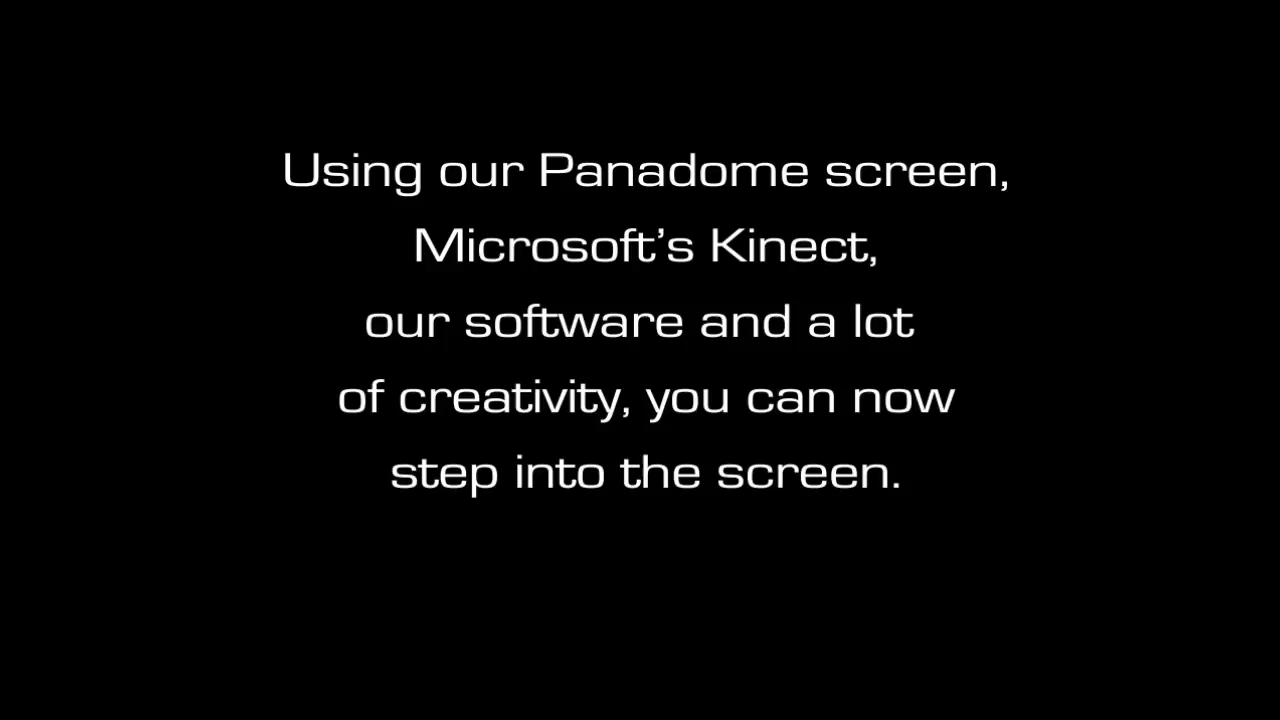 Using our Panadome screen,
Microsoft’s Kinect,
our software and a lot
of creativity, you can now
step into the screen.